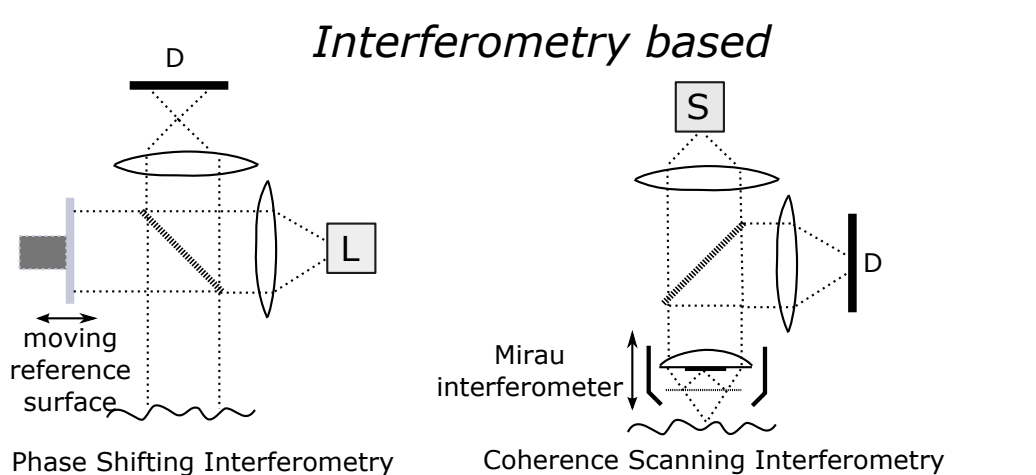 Interferometry based
D
L
moving
reference
surface
Phase Shifting Interferometry
S
D
Mirau
interferometer
Coherence Scanning Interferometry